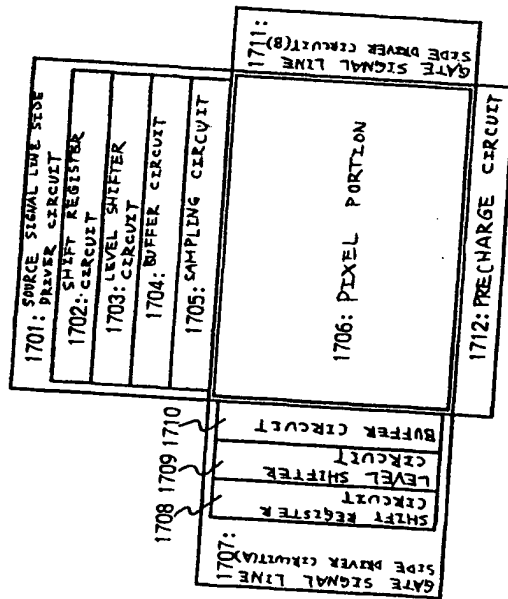 1701: SOURCE SIGNAL LINE SIDE
DRIVER CIRCUIT
1702: SHIFT REGISTER
CIRCUIT
1703: LEVEL SHIFTER
CIRCUIT
1704: BUFFER CIRCUIT
1705: SAMPLING CIRCUIT
1711:
GATE SIGNAL LINE
SIDE DRIVER CIRCUIT(B)
1706: PIXEL PORTION
1712: PRECHARGE CIRCUIT
1708 1709 1710
SHIFT REGISTER
CIRCUIT
LEVEL SHIFTER
CIRCUIT
BUFFER CIRCUIT
1707:
GATE SIGNAL LINE
SIDE DRIVER CIRCUIT(A)